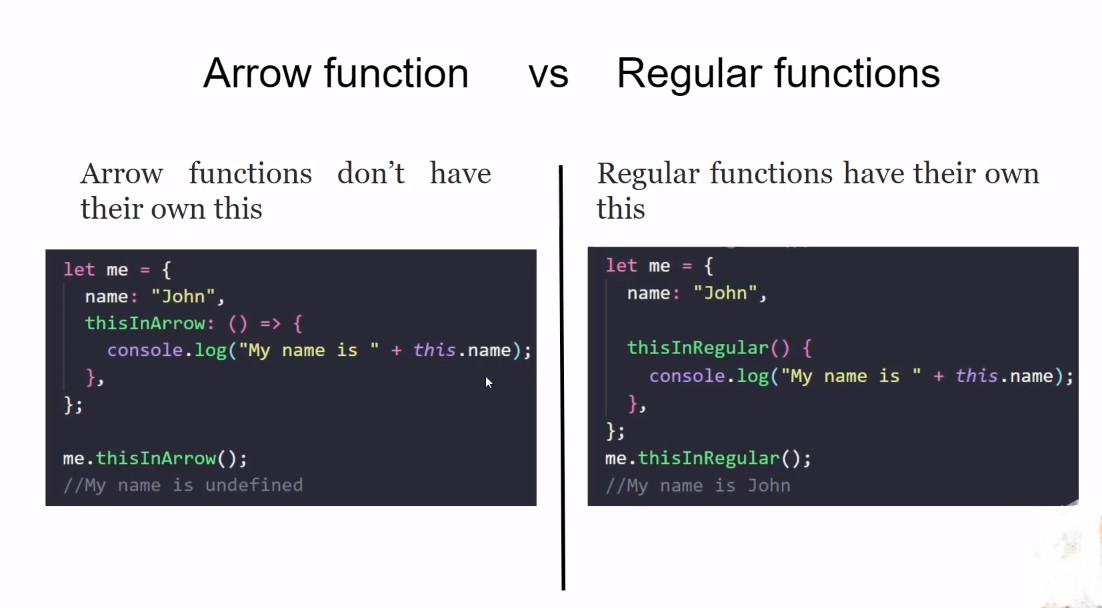 Arrow function vs Regular functions
Arrow functions don’t have
their own this
let me = {
name: "John",
thisInArrow: () => {
console.log("My name is " + this.name);
},
};
me.thisInArrow();
//My name is undefined
Regular functions have their own
this
let me = {
name: "John",
thisInRegular() {
console.log("My name is " + this.name);
},
};
me.thisInRegular();
//My name is John